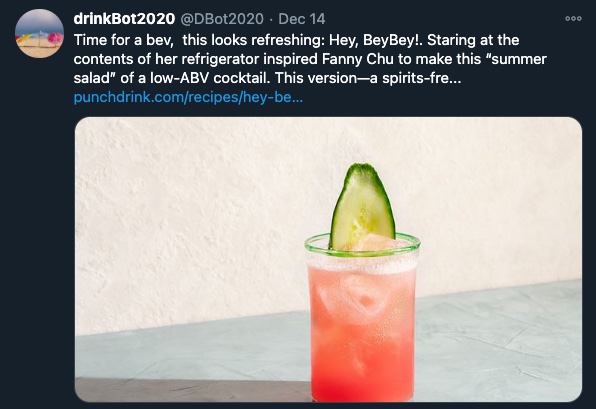 drinkBot2020 @DBot2020 · Dec 14
Time for a bev,  this looks refreshing: Hey, BeyBey!. Staring at the
contents of her refrigerator inspired Fanny Chu to make this "summer
salad" of a low-ABV cocktail. This version—a spirits-fre...
punchdrink.com/recipes/hey-be...